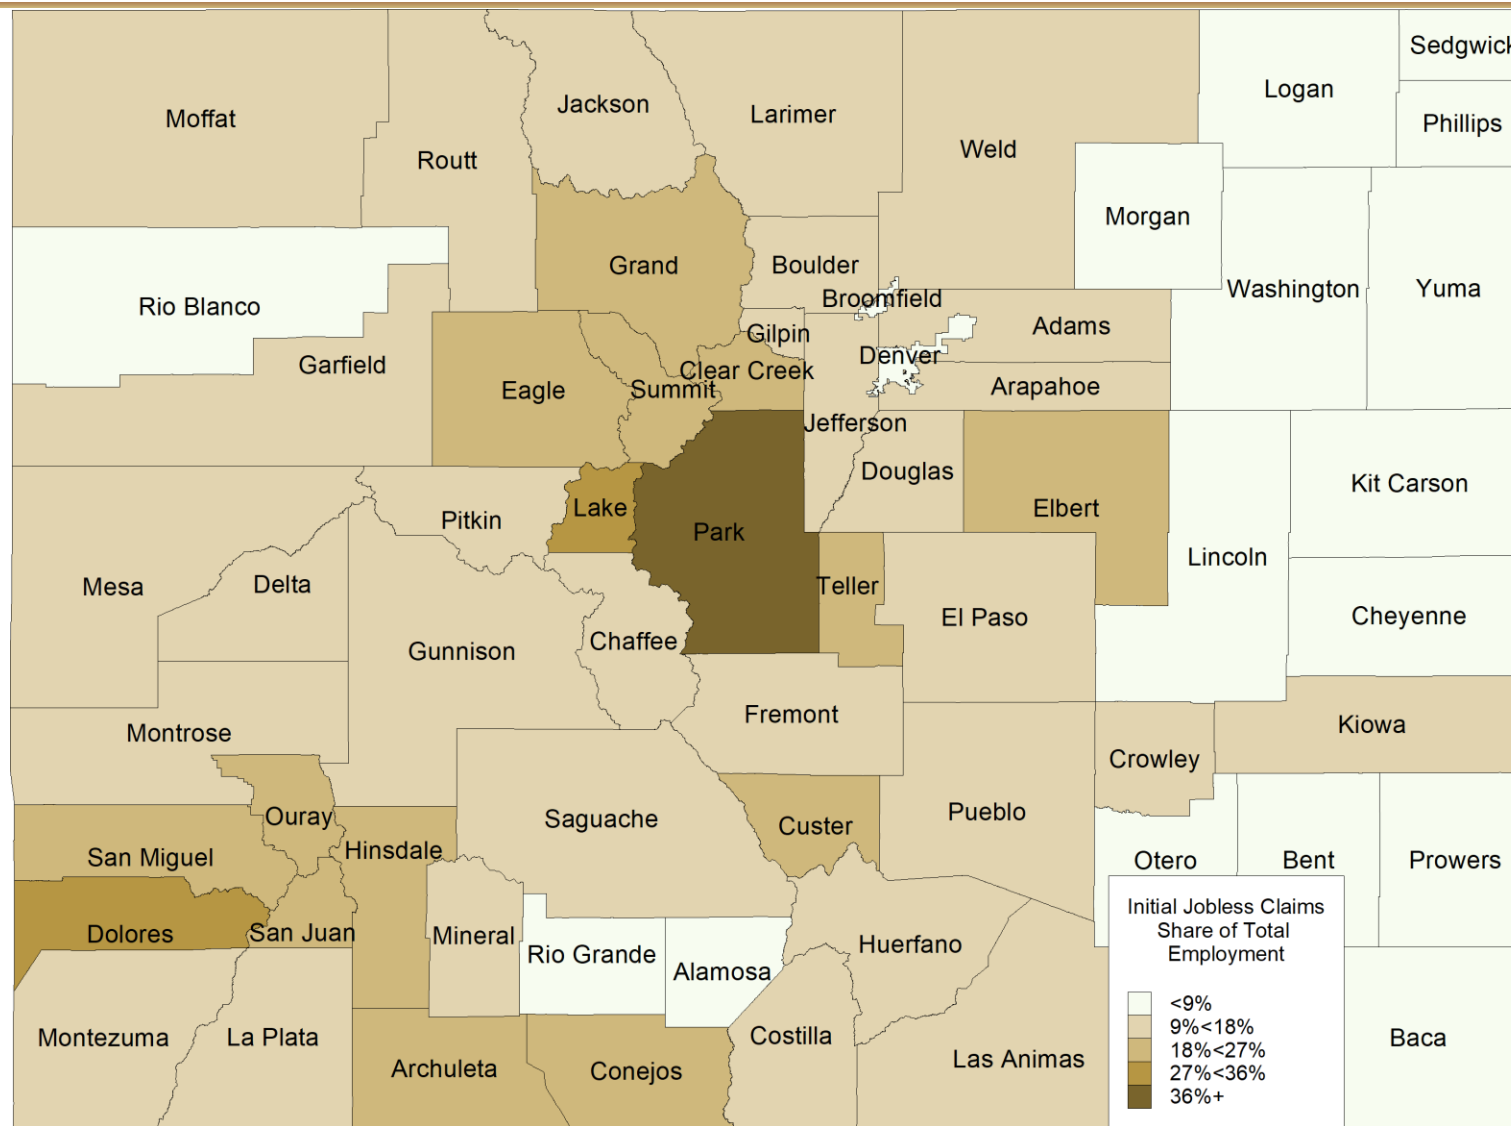 Sedgwick
Logan
Jackson
Moffat
Larimer
Phillips
Weld
Routt
Morgan
Grand
Boulder
Washington
Yuma
Rio Blanco
Broomfield
Adams
Gilpin
Denver
Garfield
Clear Creek
Arapahoe
Eagle
Summit
Jefferson
Douglas
Kit Carson
Lake
Elbert
Pitkin
Park
Lincoln
Mesa
Delta
Teller
El Paso
Cheyenne
Chaffee
Gunnison
Fremont
Kiowa
Montrose
Crowley
Ouray
Saguache
Custer
Pueblo
San Miguel
Hinsdale
Otero
Bent
Prowers
Dolores
San Juan
Mineral
Rio Grande
Alamosa
Huerfano
Montezuma
La Plata
Costilla
Archuleta
Conejos
Las Animas
Baca
Initial Jobless Claims
Share of Total
Employment
<9%
9%<18%
18%<27%
27%<36%
36%+